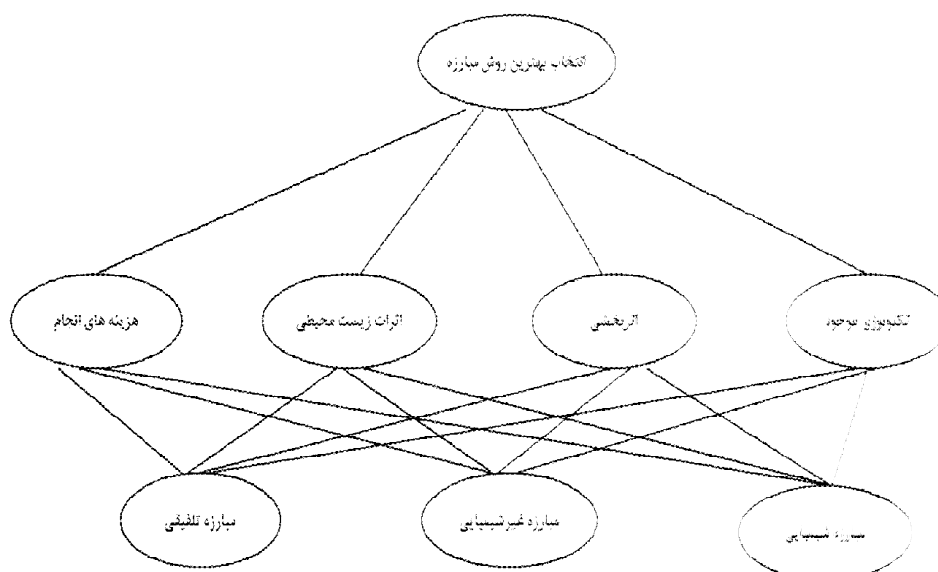 انتخاب بهترین روش مبارزه
تکنولوژی موجود
اثربخشی
اثرات زیست محیطی
هزینه های انجام
مبارزه شیمیایی
مبارزه غیرشیمیایی
مبارزه تلفیقی